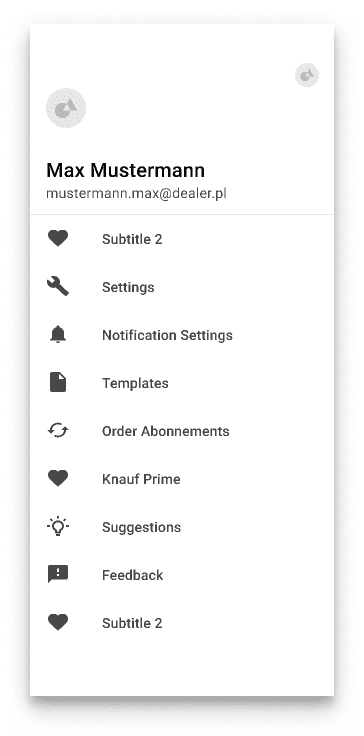 Max Mustermann
mustermann.max@dealer.pl
Subtitle 2
Settings
Notification Settings
Templates
Order Abonnements
Knauf Prime
Suggestions
Feedback
Subtitle 2